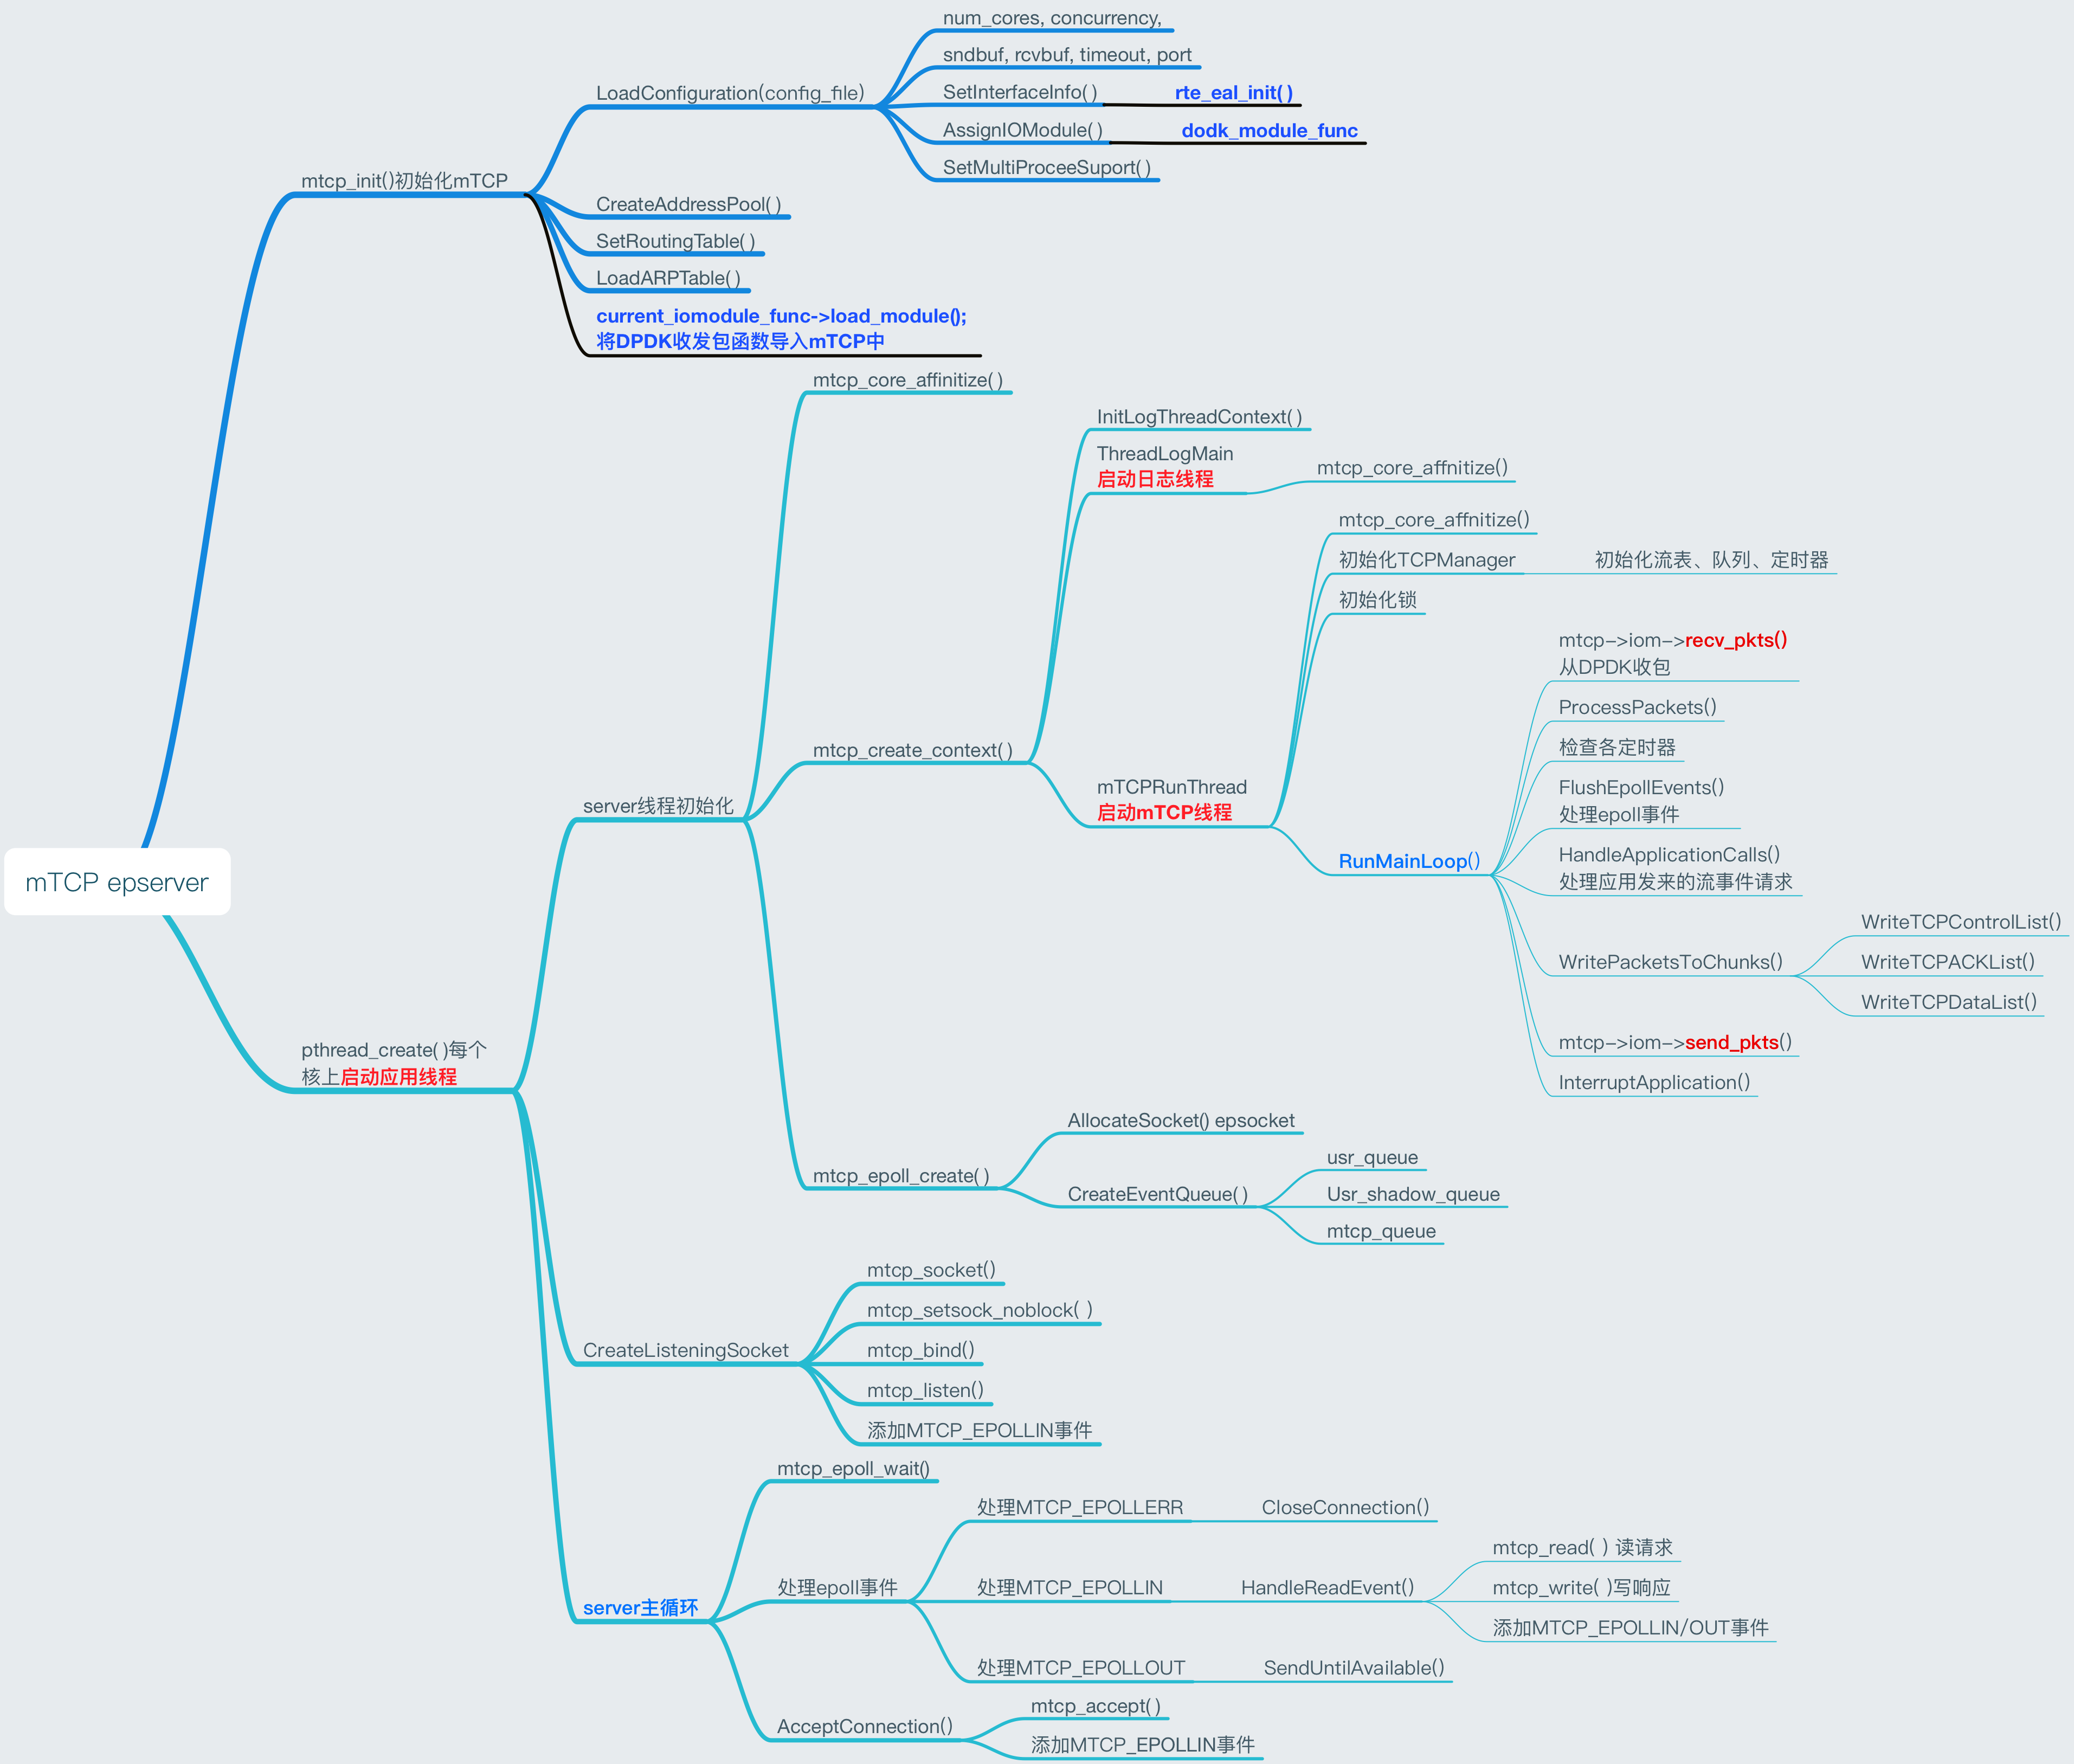 num_cores, concurrency,
sndbuf, rcvbuf, timeout, port
LoadConfiguration(config_file)
SetInterfaceInfo( )
rte_eal_init( )
AssignIOModule( )
dodk_module_func
SetMultiProceeSuport( )
mtcp_init()初始化mTCP
CreateAddressPool( )
SetRoutingTable( )
LoadARPTable( )
current_iomodule_func->load_module();
将DPDK收发包函数导入mTCP中
mtcp_core_affinitize( )
InitLogThreadContext( )
ThreadLogMain
启动日志线程
mtcp_core_affnitize()
mtcp_core_affnitize()
初始化TCPManager
初始化流表、队列、定时器
初始化锁
mtcp->iom->recv_pkts()
从DPDK收包
ProcessPackets()
检查各定时器
mtcp_create_context( )
mTCPRunThread
启动mTCP线程
FlushEpollEvents()
处理epoll事件
server线程初始化
RunMainLoop()
HandleApplicationCalls()
处理应用发来的流事件请求
mTCP epserver
WriteTCPControlList()
WritePacketsToChunks()
WriteTCPACKList()
WriteTCPDataList()
mtcp->iom->send_pkts()
InterruptApplication()
pthread_create( )每个
核上启动应用线程
AllocateSocket() epsocket
mtcp_epoll_create( )
usr_queue
CreateEventQueue( )
Usr_shadow_queue
mtcp_queue
mtcp_socket()
mtcp_setsock_noblock( )
CreateListeningSocket
mtcp_bind()
mtcp_listen()
添加MTCP_EPOLLIN事件
mtcp_epoll_wait()
处理MTCP_EPOLLERR
CloseConnection()
mtcp_read( ) 读请求
处理epoll事件
处理MTCP_EPOLLIN
HandleReadEvent()
mtcp_write( )写响应
server主循环
添加MTCP_EPOLLIN/OUT事件
处理MTCP_EPOLLOUT
SendUntilAvailable()
mtcp_accept( )
AcceptConnection()
添加MTCP_EPOLLIN事件